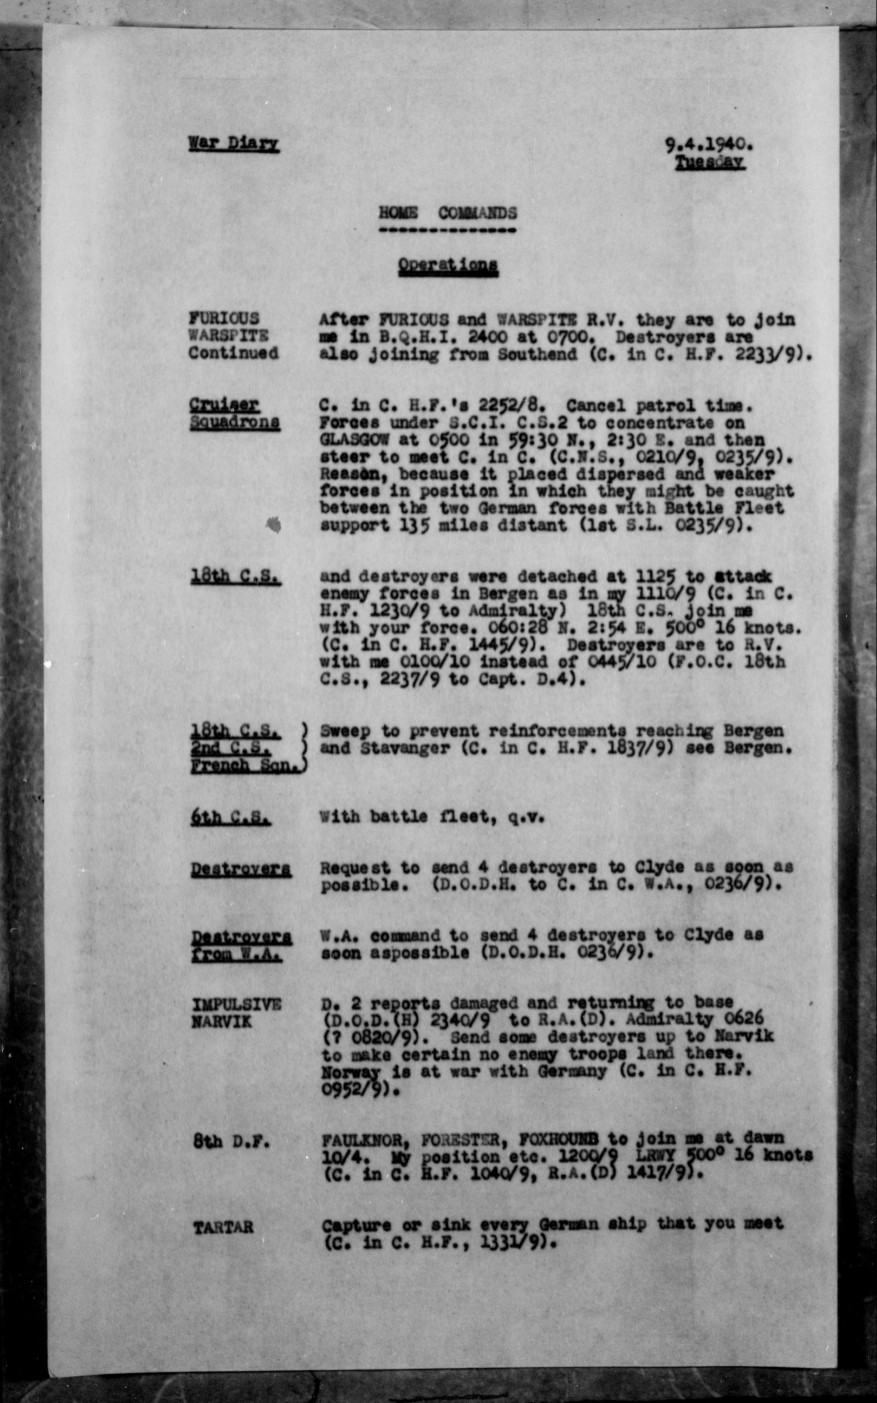 War Diary 9.4.1940.
Tuesday
HOME COMMANDS
Operations
FURIOUS After FURIOUS and WARSPITE R.V. they are to join
WARSPITE me in B.Q.H.I. 2400 at 0700. Destroyers are
Continued also joining from Southend (C. in C. H.F. 2233/9).
Cruiser C. in C. H.F.'s 2252/8. Cancel patrol time.
Squadrons Forces under S.C.I. C.S.2 to concentrate on
GLASGOW at 0500 in 59:30 N., 2:30 E. and then
steer to meet C. in C. (C.N.S., 0210/9, 0235/9).
Reason, because it placed dispersed and weaker
forces in position in which they might be caught
between the two German forces with Battle Fleet
support 135 miles distant (1st S.L. 0235/9).
18th C.S. and destroyers were detached at 1125 to attack
enemy forces in Bergen as in my 1110/9 (C. in C.
H.F. 1230/9 to Admiralty) 18th C.S. join me
with your force. 060:28 N. 2:54 E. 500° 16 knots.
(C. in C. H.F. 1445/9). Destroyers are to R.V.
with me 0100/10 instead of 0445/10 (F.O.C. 18th
C.S., 2237/9 to Capt. D.4).
18th C.S. ) Sweep to prevent reinforcements reaching Bergen
2nd C.S. ) and Stavanger (C. in C. H.F. 1837/9) see Bergen.
French Sqn.)
6th C.S. With battle fleet, q.v.
Destroyers Request to send 4 destroyers to Clyde as soon as
possible. (D.O.D.H. to C. in C. W.A., 0236/9).
Destroyers W.A. command to send 4 destroyers to Clyde as
from W.A. soon aspossible (D.O.D.H. 0236/9).
IMPULSIVE D. 2 reports damaged and returning to base
NARVIK (D.O.D.(H) 2340/9 to R.A.(D). Admiralty 0626
(? 0820/9). Send some destroyers up to Narvik
to make certain no enemy troops land there.
Norway is at war with Germany (C. in C. H.F.
0952/9).
8th D.F. FAULKNOR, FORESTER, FOXHOUND to join me at dawn
10/4. My position etc. 1200/9 LRWY 500° 16 knots
(C. in C. H.F. 1040/9, R.A.(D) 1417/9).
TARTAR Capture or sink every German ship that you meet
(C. in C. H.F., 1331/9).